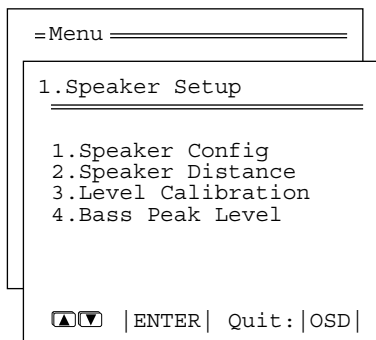 =Menu
1.Speaker Setup
1.Speaker Config
2.Speaker Distance
3.Level Calibration
4.Bass Peak Level
▲▼ |ENTER| Quit:|OSD|